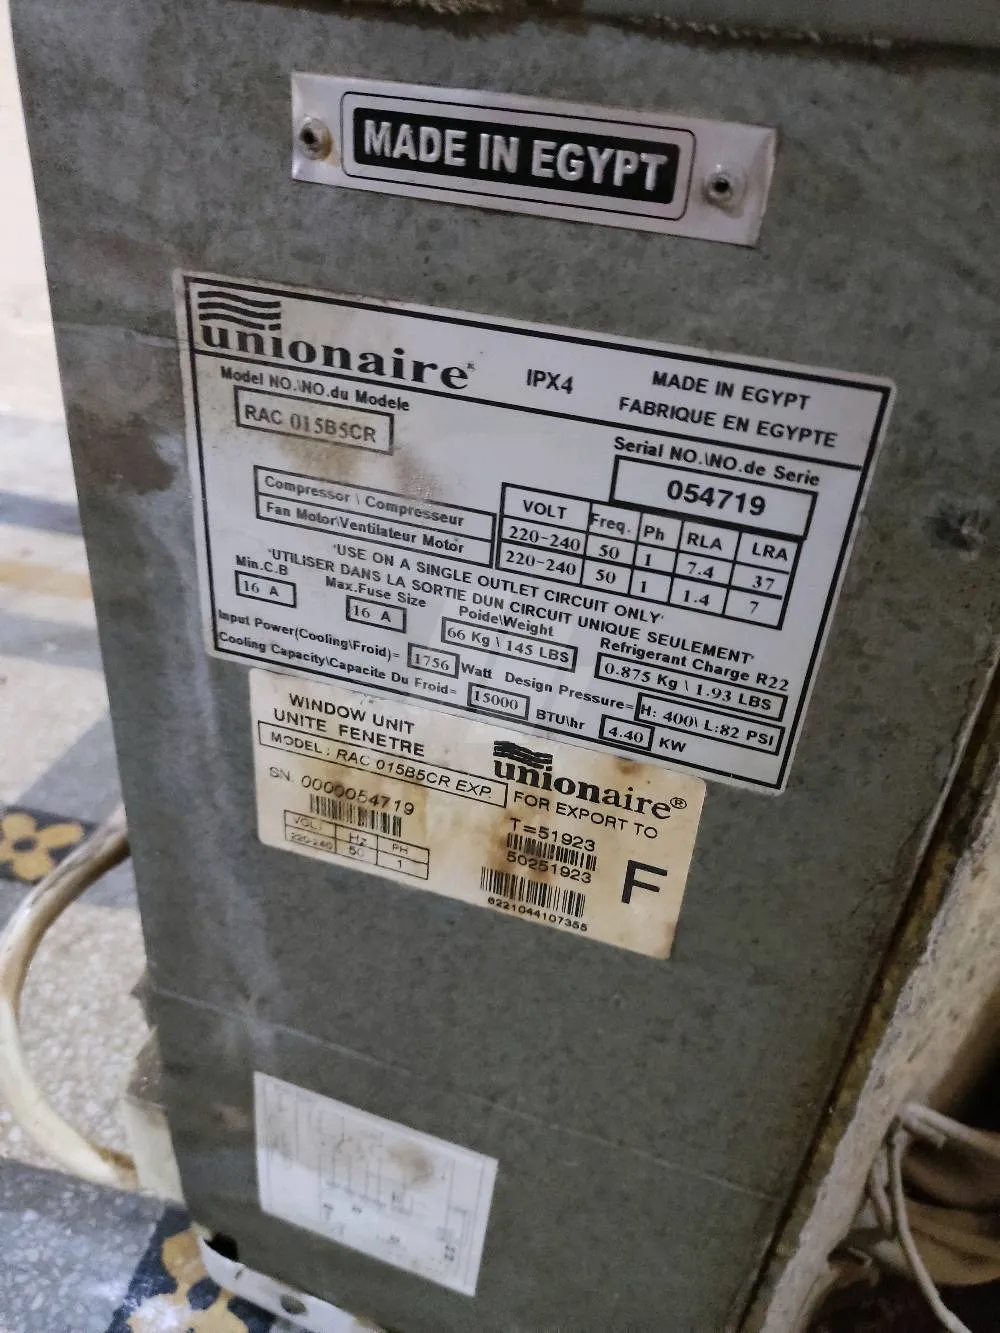 MADE IN EGYPT
unionaire
IPX4
MADE IN EGYPT
FABRIQUE EN EGYPTE
Model NO.\NO.du Modele
RAC 015B5CR
Serial NO.\NO.de Serie
054719
VOLT Freq. Ph RLA LRA
Compressor \ Compresseur 220-240 50 1 7.4 37
Fan Motor\Ventilateur Motor 220-240 50 1 1.4 7
'USE ON A SINGLE OUTLET CIRCUIT ONLY'
'UTILISER DANS LA SORTIE DUN CIRCUIT UNIQUE SEULEMENT'
Min.C.B Max.Fuse Size Poide\Weight Refrigerant Charge R22
16 A 16 A 66 Kg \ 145 LBS 0.875 Kg \ 1.93 LBS
Input Power(Cooling\Froid)= 1756 Watt Design Pressure= H: 400\ L:82 PSI
Cooling Capacity\Capacite Du Froid= 15000 BTU\hr 4.40 KW
WINDOW UNIT
UNITE FENETRE
unionaire®
MODEL : RAC 015B5CR EXP
FOR EXPORT TO
SN 0000054719
T=51923
VOLT Hz PH
220-240 50 1
50251923
F
6221044107355